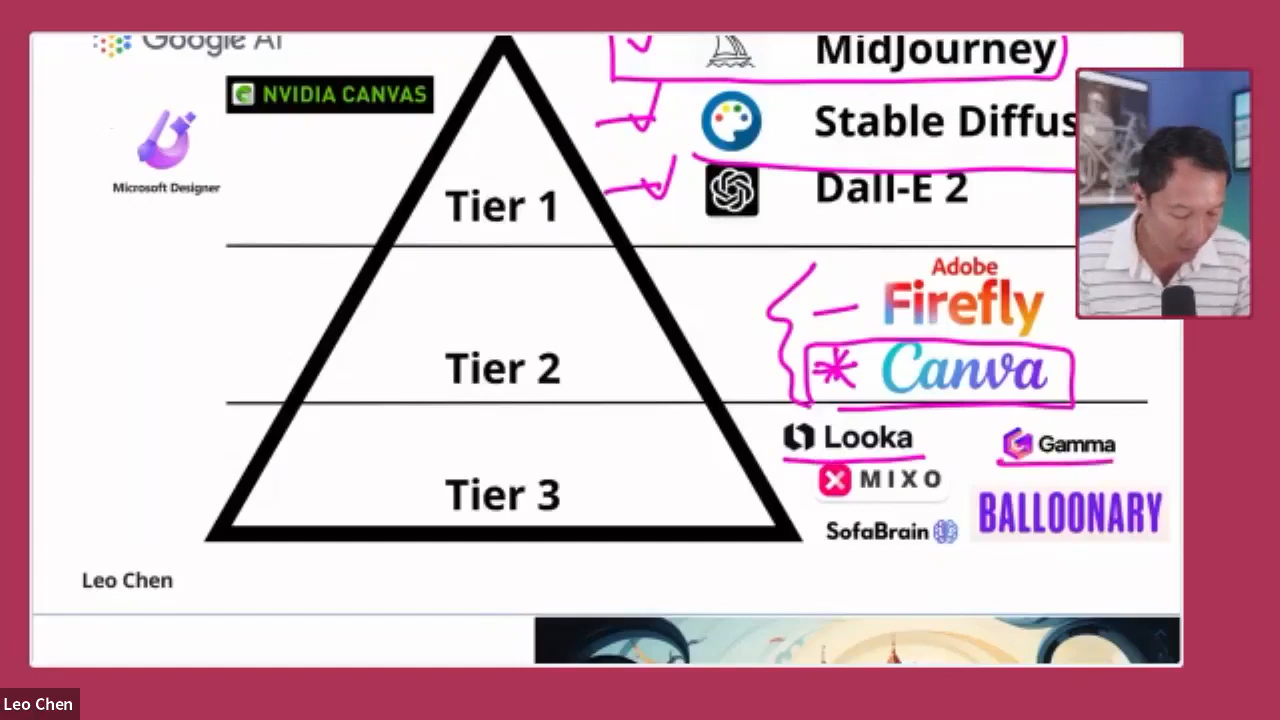 Google AI
MidJourney
NVIDIA CANVAS
Stable Diffus
Microsoft Designer
Dall-E 2
Tier 1
Adobe
Firefly
Tier 2
Canva
Looka
Gamma
MIXO
Tier 3
BALLOONARY
SofaBrain
Leo Chen
Leo Chen